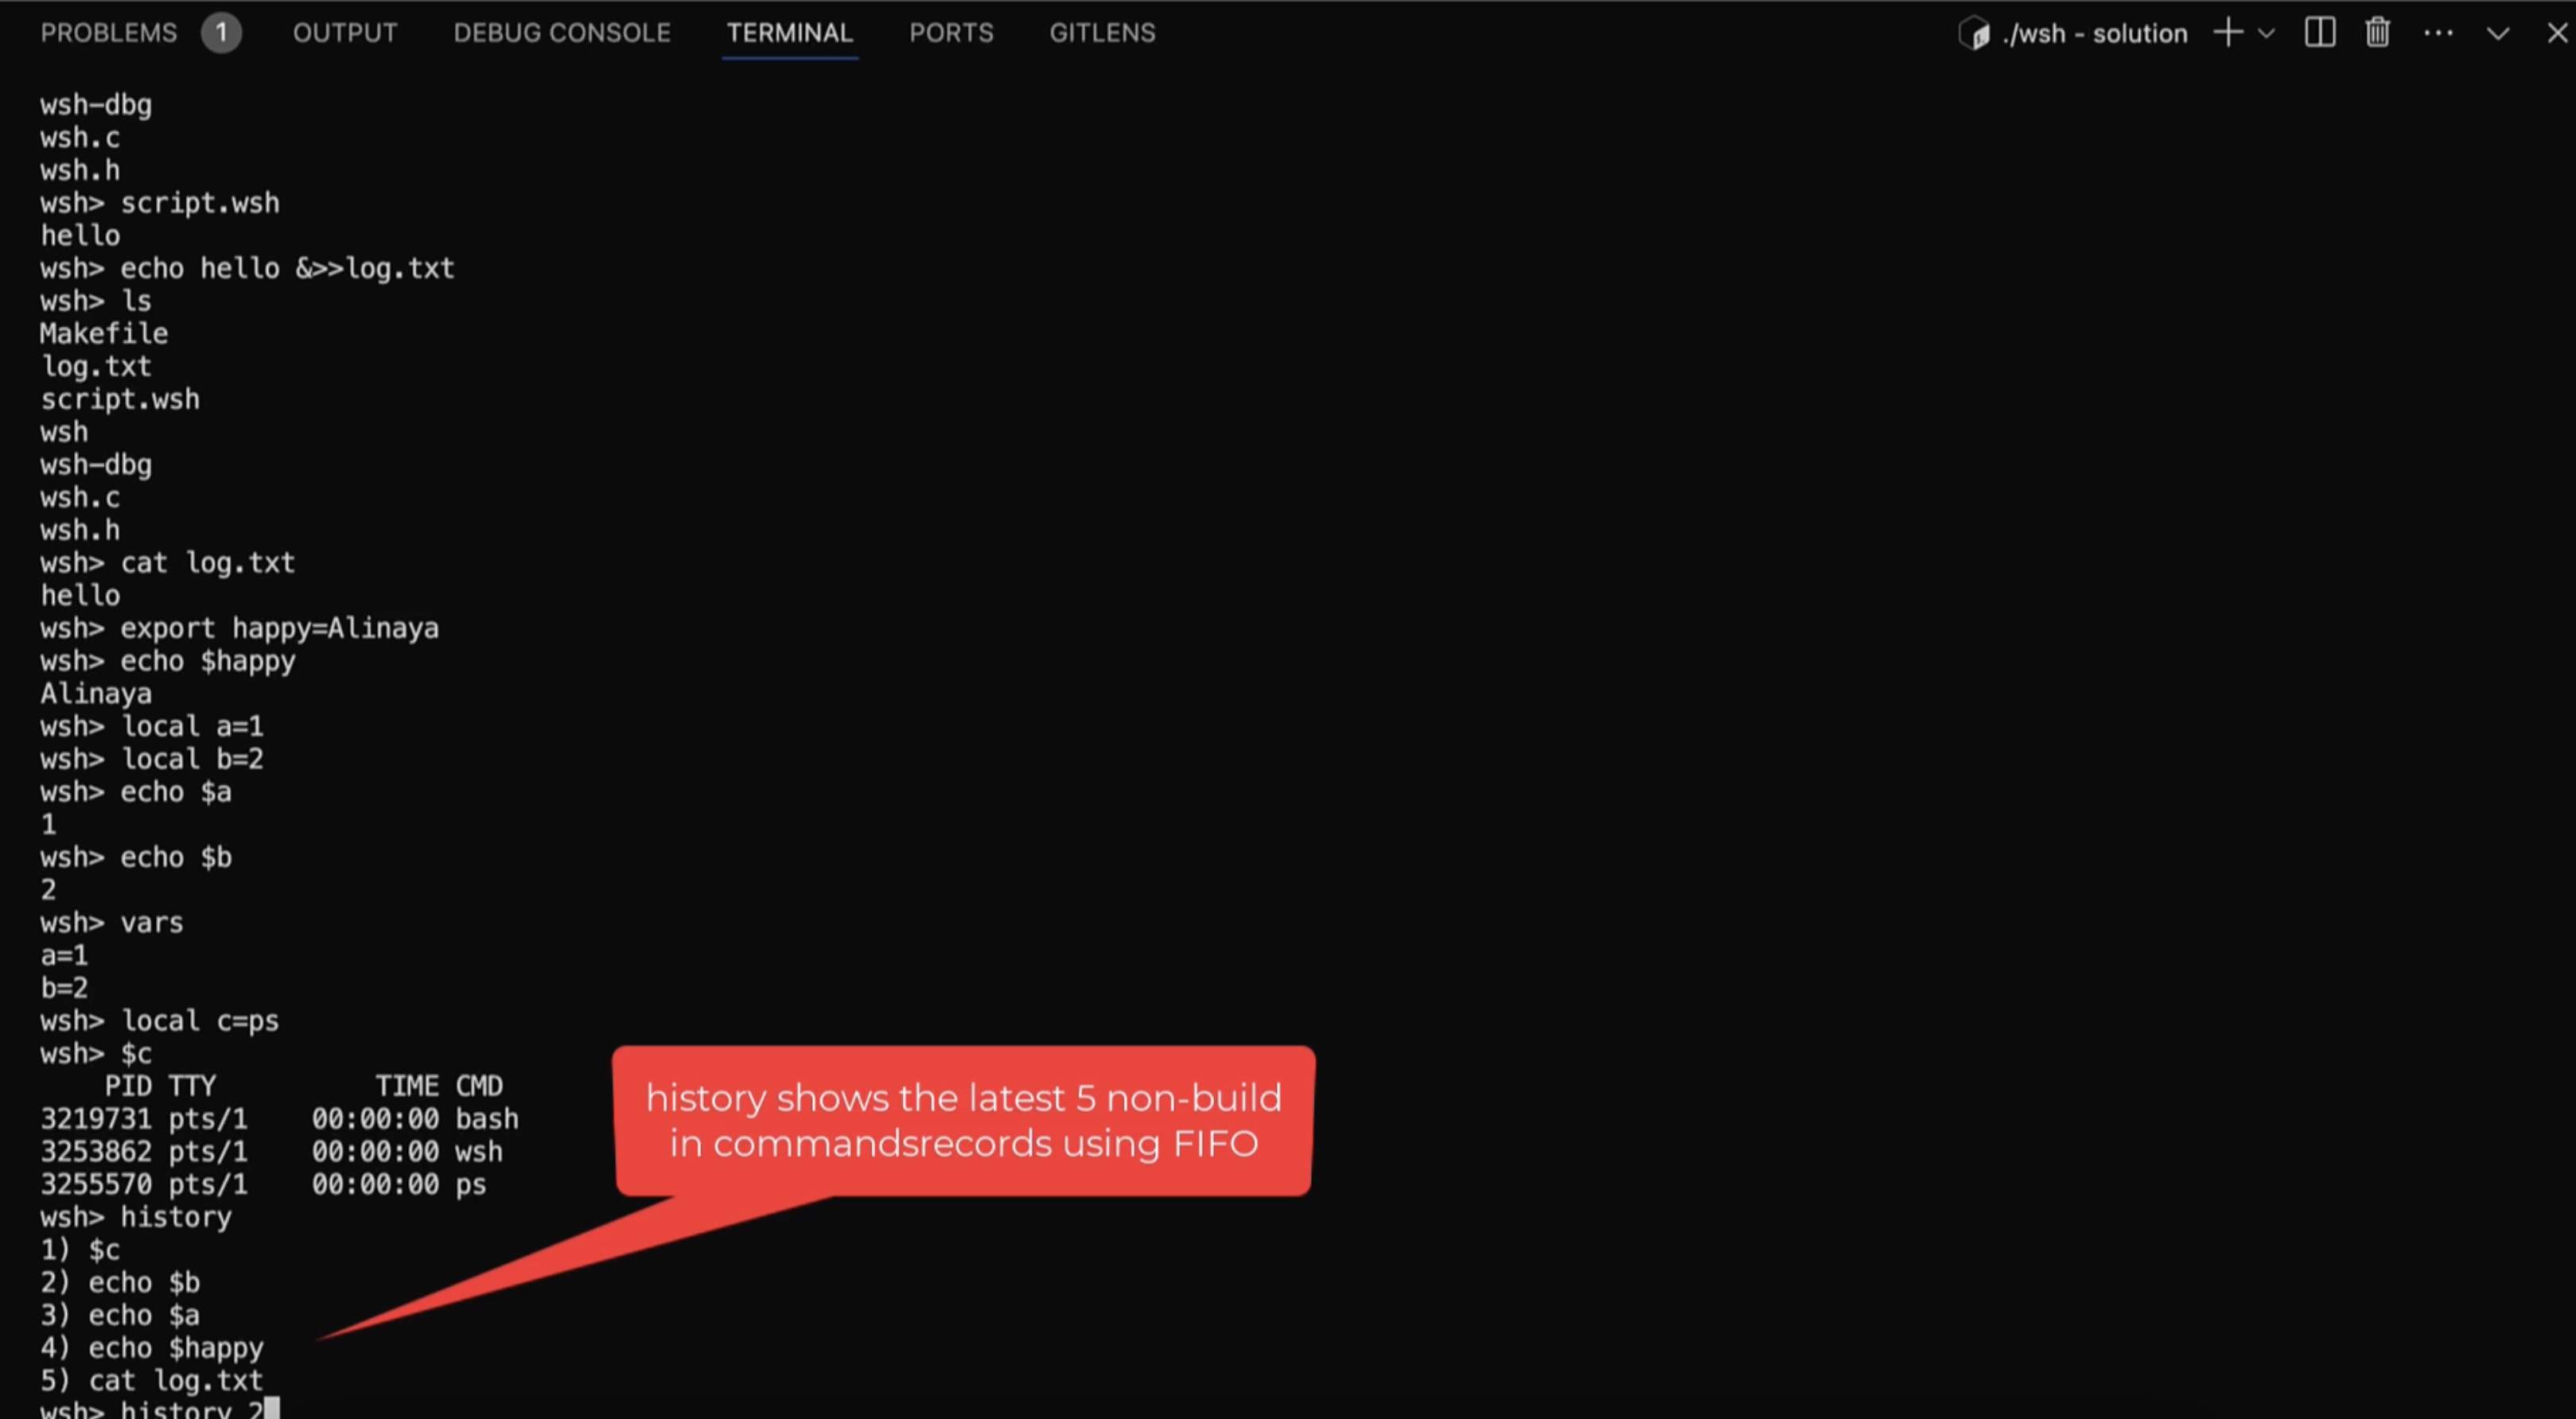 PROBLEMS 1 OUTPUT DEBUG CONSOLE TERMINAL PORTS GITLENS ./wsh - solution
wsh-dbg
wsh.c
wsh.h
wsh> script.wsh
hello
wsh> echo hello &>>log.txt
wsh> ls
Makefile
log.txt
script.wsh
wsh
wsh-dbg
wsh.c
wsh.h
wsh> cat log.txt
hello
wsh> export happy=Alinaya
wsh> echo $happy
Alinaya
wsh> local a=1
wsh> local b=2
wsh> echo $a
1
wsh> echo $b
2
wsh> vars
a=1
b=2
wsh> local c=ps
wsh> $c
    PID TTY          TIME CMD
3219731 pts/1    00:00:00 bash
3253862 pts/1    00:00:00 wsh
3255570 pts/1    00:00:00 ps
wsh> history
1) $c
2) echo $b
3) echo $a
4) echo $happy
5) cat log.txt
wsh> history 2
history shows the latest 5 non-build
in commandsrecords using FIFO